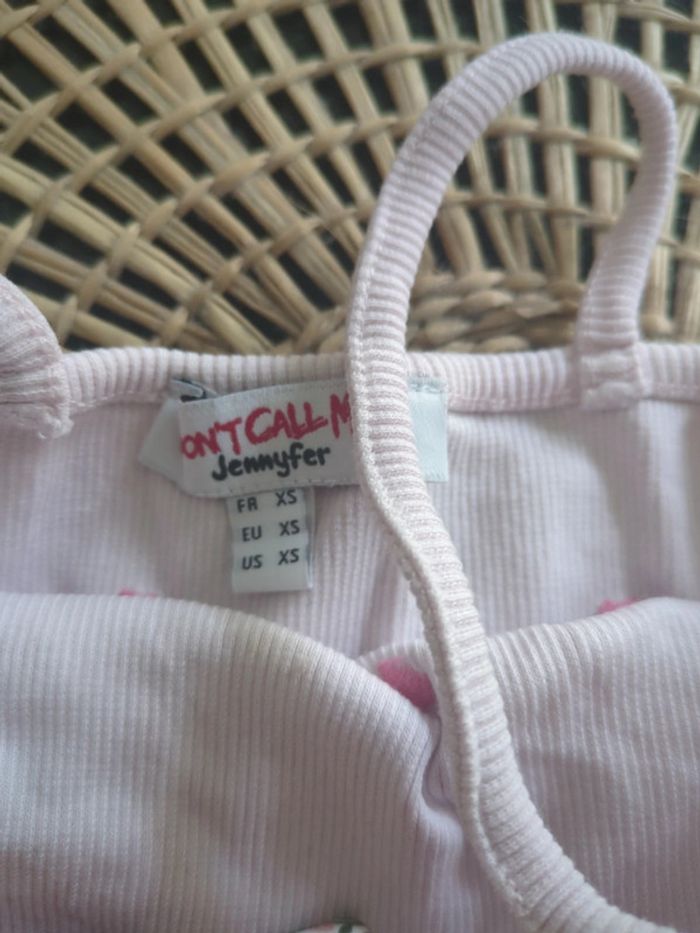 ON'T CALL M
Jennyfer
FR XS
EU XS
US XS